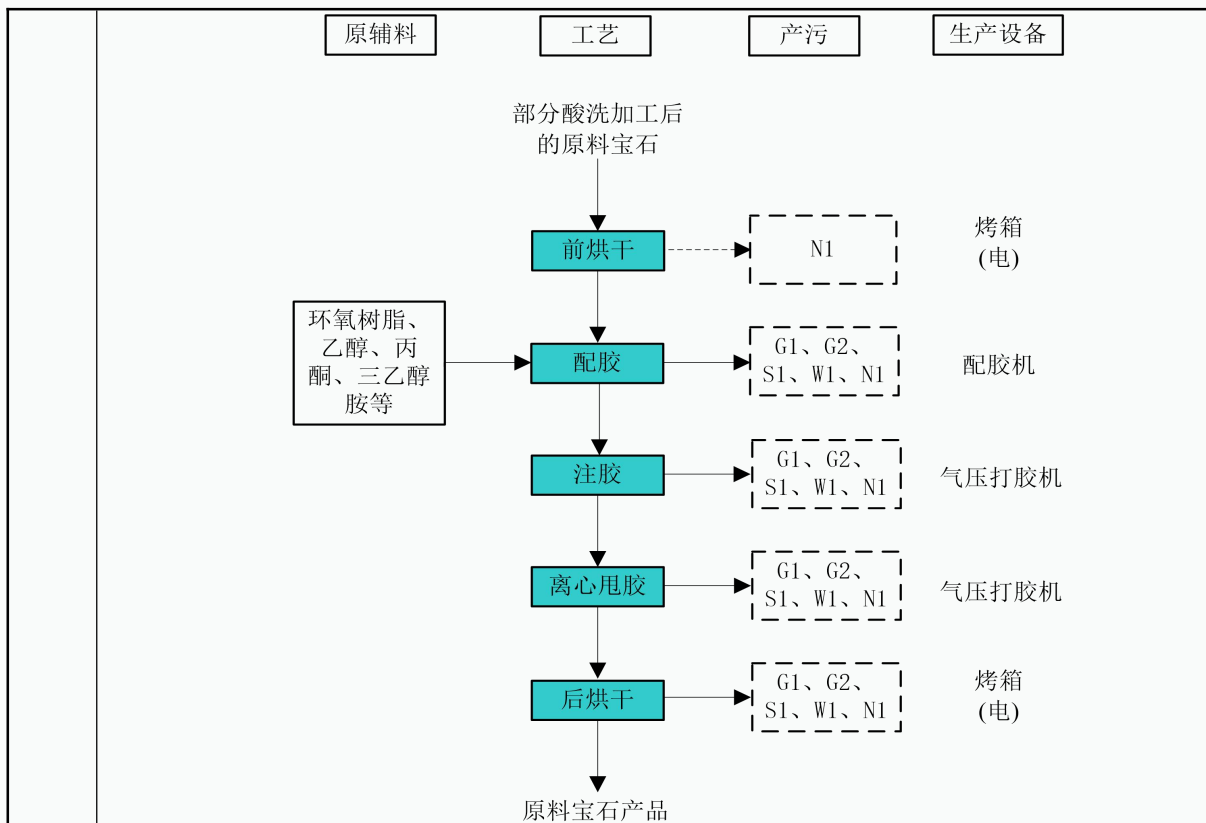 原辅料
工艺
产污
生产设备
部分酸洗加工后
的原料宝石
前烘干
N1
烤箱
(电)
环氧树脂、
乙醇、丙
酮、三乙醇
胺等
配胶
G1、G2、
S1、W1、N1
配胶机
注胶
G1、G2、
S1、W1、N1
气压打胶机
离心甩胶
G1、G2、
S1、W1、N1
气压打胶机
后烘干
G1、G2、
S1、W1、N1
烤箱
(电)
原料宝石产品